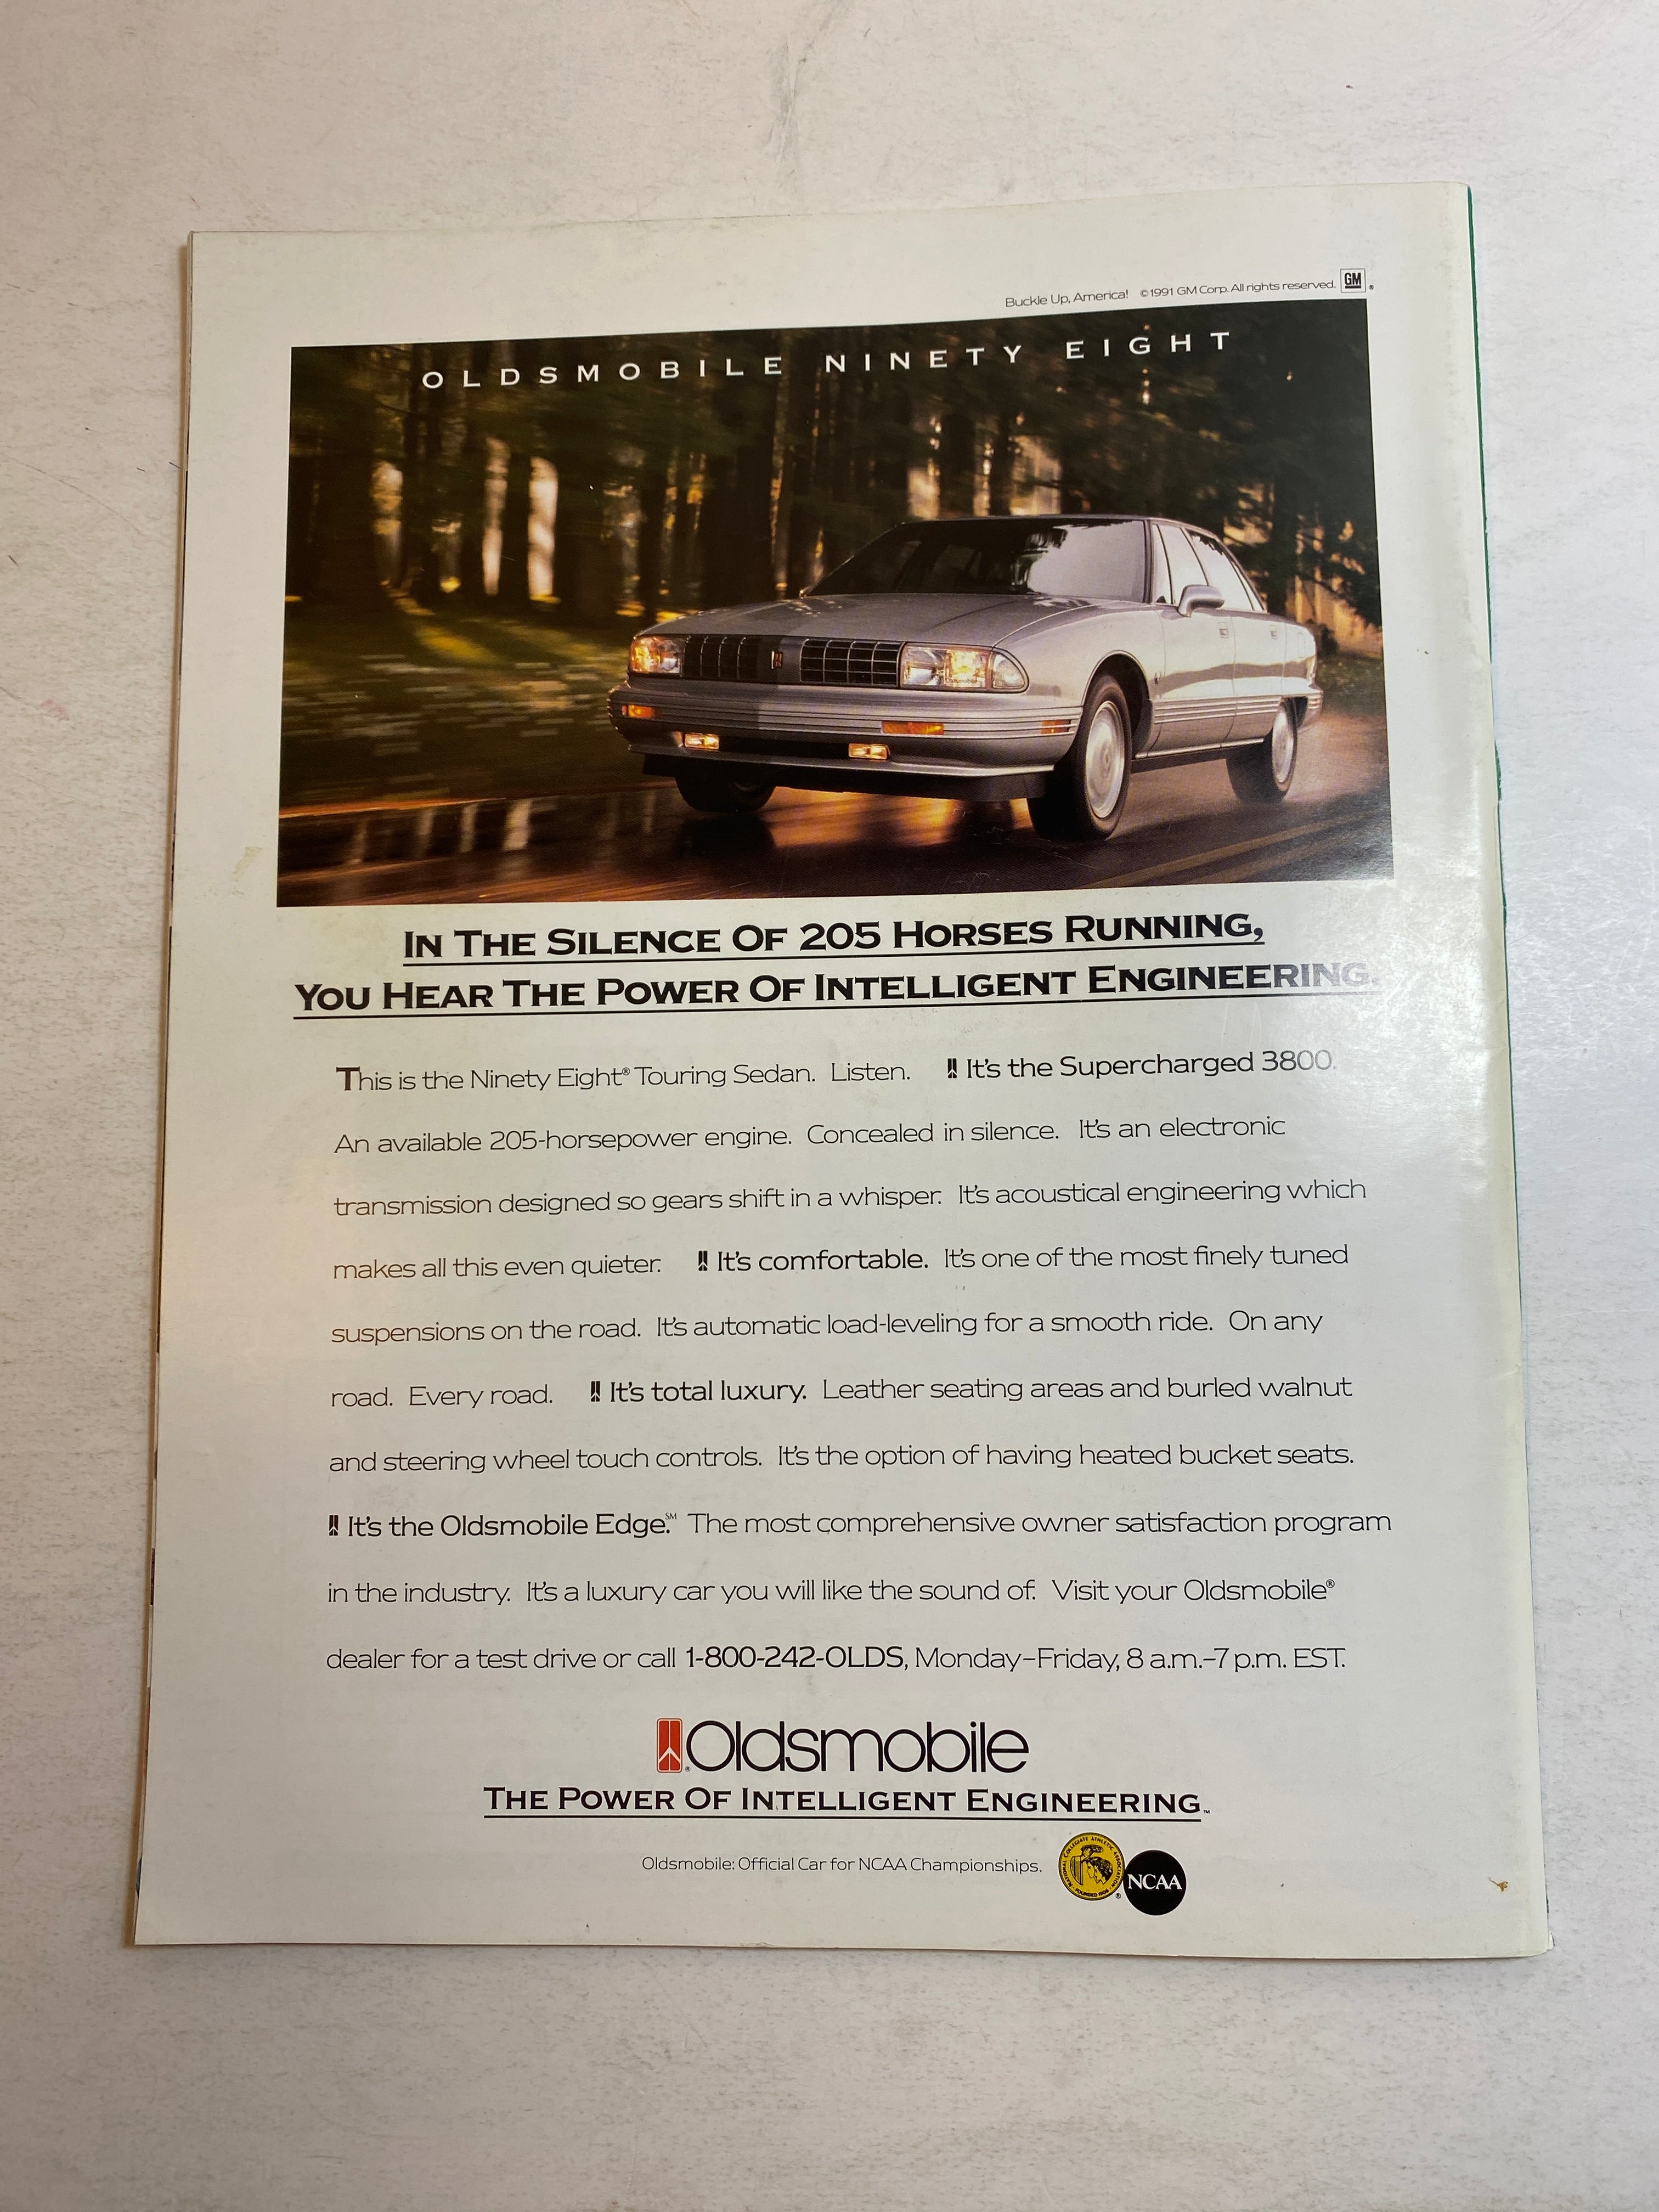 Buckle Up, America! ©1991 GM Corp. All rights reserved. GM ®
OLDSMOBILE NINETY EIGHT
IN THE SILENCE OF 205 HORSES RUNNING,
YOU HEAR THE POWER OF INTELLIGENT ENGINEERING.
This is the Ninety Eight® Touring Sedan. Listen. It's the Supercharged 3800.
An available 205-horsepower engine. Concealed in silence. It's an electronic
transmission designed so gears shift in a whisper. It's acoustical engineering which
makes all this even quieter. It's comfortable. It's one of the most finely tuned
suspensions on the road. It's automatic load-leveling for a smooth ride. On any
road. Every road. It's total luxury. Leather seating areas and burled walnut
and steering wheel touch controls. It's the option of having heated bucket seats.
It's the Oldsmobile Edge.℠ The most comprehensive owner satisfaction program
in the industry. It's a luxury car you will like the sound of. Visit your Oldsmobile®
dealer for a test drive or call 1-800-242-OLDS, Monday–Friday, 8 a.m.–7 p.m. EST.
Oldsmobile
THE POWER OF INTELLIGENT ENGINEERING.™
Oldsmobile: Official Car for NCAA Championships.
NATIONAL COLLEGIATE ATHLETIC ASSOCIATION
FOUNDED 1906
®
NCAA